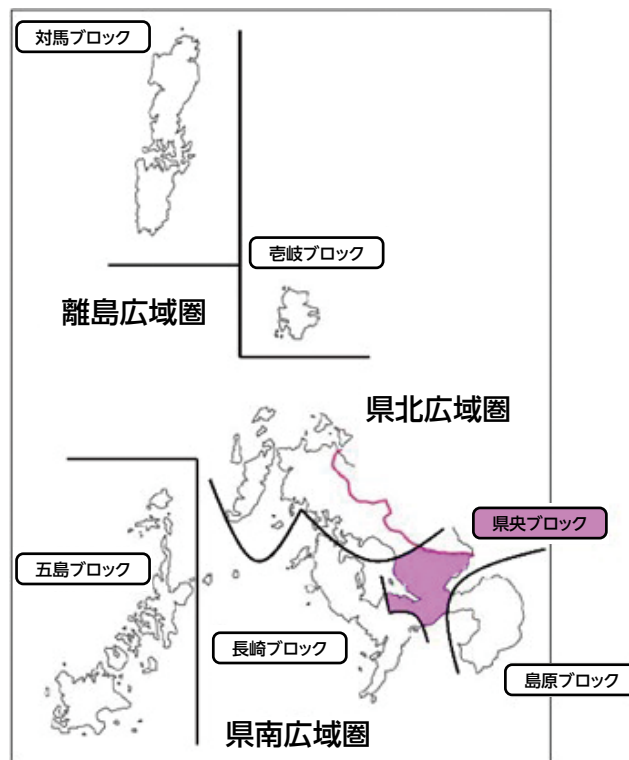 対馬ブロック
壱岐ブロック
離島広域圏
県北広域圏
県央ブロック
五島ブロック
長崎ブロック
島原ブロック
県南広域圏